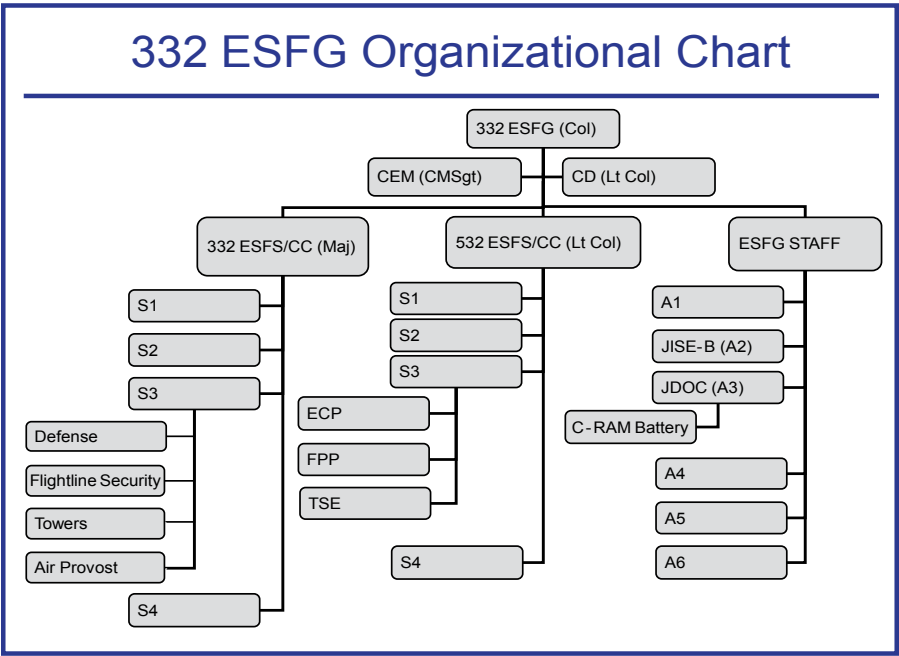 332 ESFG Organizational Chart
332 ESFG (Col)
CEM (CMSgt)
CD (Lt Col)
332 ESFS/CC (Maj)
S1
S2
S3
Defense
Flightline Security
Towers
Air Provost
S4
532 ESFS/CC (Lt Col)
S1
S2
S3
ECP
FPP
TSE
S4
ESFG STAFF
A1
JISE-B (A2)
JDOC (A3)
C-RAM Battery
A4
A5
A6